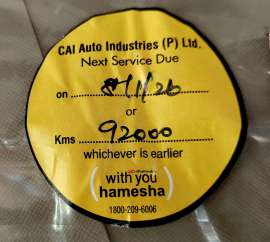 CAI Auto Industries (P) Ltd.
Next Service Due
on 8/1/26
or
Kms 92000
whichever is earlier
(with you
hamesha)
1800-209-6006